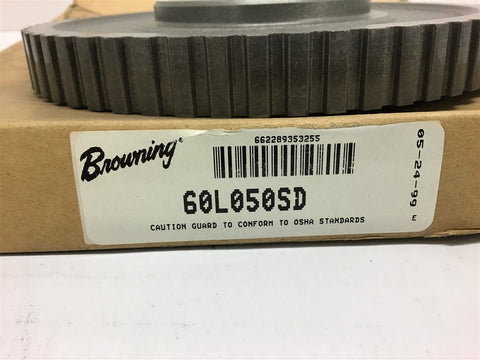 Browning
662289353255
60L050SD
CAUTION GUARD TO CONFORM TO OSHA STANDARDS
05-24-99 E